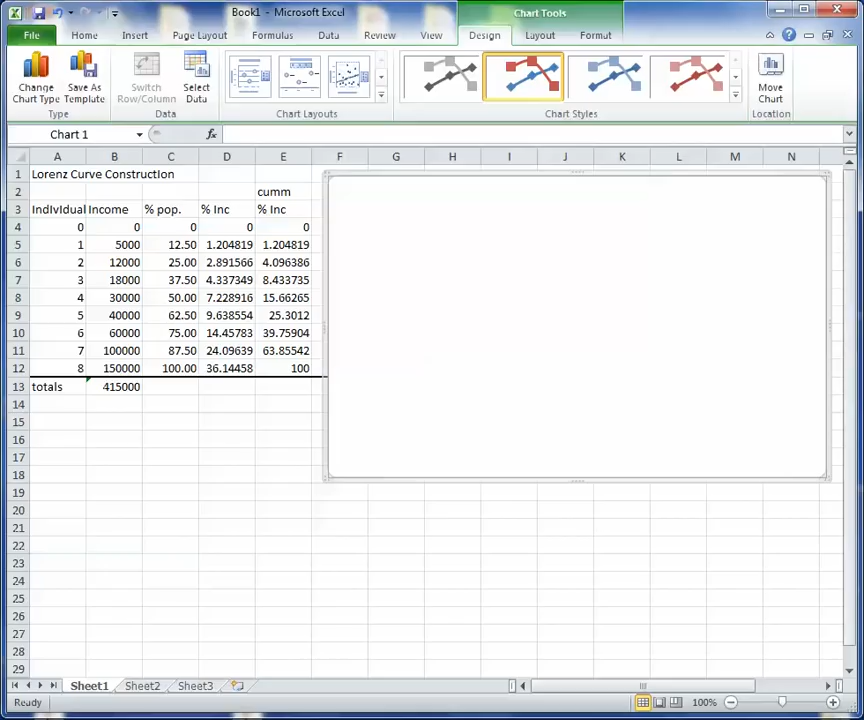 Book1 - Microsoft Excel
Chart Tools
File Home Insert Page Layout Formulas Data Review View Design Layout Format
Change Chart Type
Save As Template
Switch Row/Column
Select Data
Move Chart
Type Data Chart Layouts Chart Styles Location
Chart 1 fx
A B C D E F G H I J K L M N
1 Lorenz Curve Construction
2 cumm
3 Individual Income % pop. % Inc % Inc
4 0 0 0 0 0
5 1 5000 12.50 1.204819 1.204819
6 2 12000 25.00 2.891566 4.096386
7 3 18000 37.50 4.337349 8.433735
8 4 30000 50.00 7.228916 15.66265
9 5 40000 62.50 9.638554 25.3012
10 6 60000 75.00 14.45783 39.75904
11 7 100000 87.50 24.09639 63.85542
12 8 150000 100.00 36.14458 100
13 totals 415000
14
15
16
17
18
19
20
21
22
23
24
25
26
27
28
29
Sheet1 Sheet2 Sheet3
Ready 100%